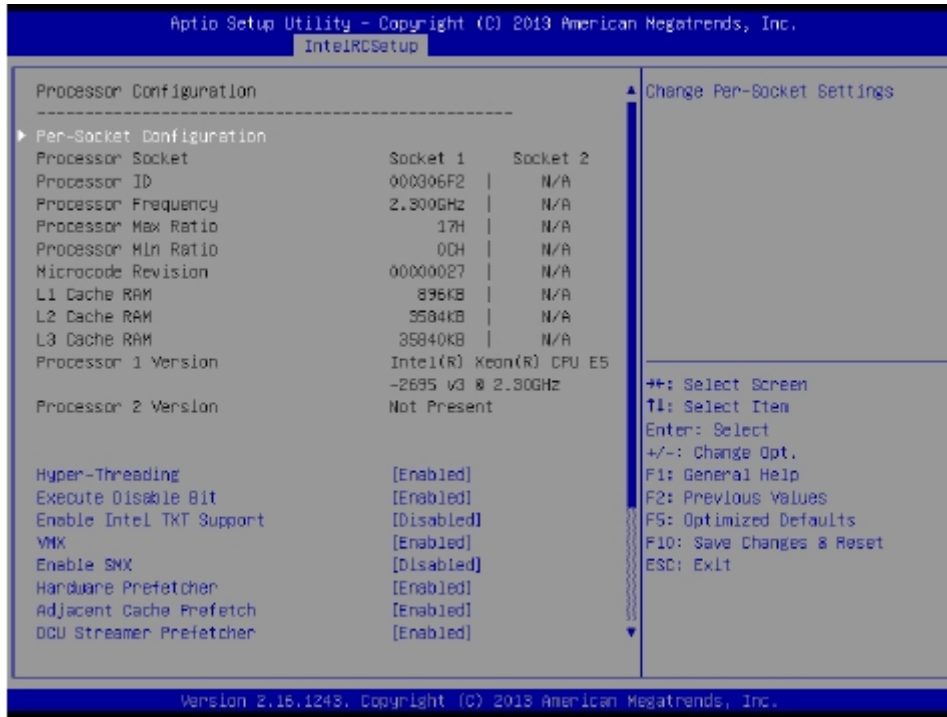 Aptio Setup Utility - Copyright (C) 2013 American Megatrends, Inc.
IntelRCSetup
Processor Configuration
--------------------------------------------------
Per-Socket Configuration
Processor Socket Socket 1 Socket 2
Processor ID 000306F2 | N/A
Processor Frequency 2.300GHz | N/A
Processor Max Ratio 17H | N/A
Processor Min Ratio 0CH | N/A
Microcode Revision 00000027 | N/A
L1 Cache RAM 896KB | N/A
L2 Cache RAM 3584KB | N/A
L3 Cache RAM 35840KB | N/A
Processor 1 Version Intel(R) Xeon(R) CPU E5
-2695 v3 @ 2.30GHz
Processor 2 Version Not Present
Hyper-Threading [Enabled]
Execute Disable Bit [Enabled]
Enable Intel TXT Support [Disabled]
VMX [Enabled]
Enable SMX [Disabled]
Hardware Prefetcher [Enabled]
Adjacent Cache Prefetch [Enabled]
DCU Streamer Prefetcher [Enabled]
Change Per-Socket Settings
→←: Select Screen
↑↓: Select Item
Enter: Select
+/-: Change Opt.
F1: General Help
F2: Previous Values
F5: Optimized Defaults
F10: Save Changes & Reset
ESC: Exit
Version 2.16.1243. Copyright (C) 2013 American Megatrends, Inc.